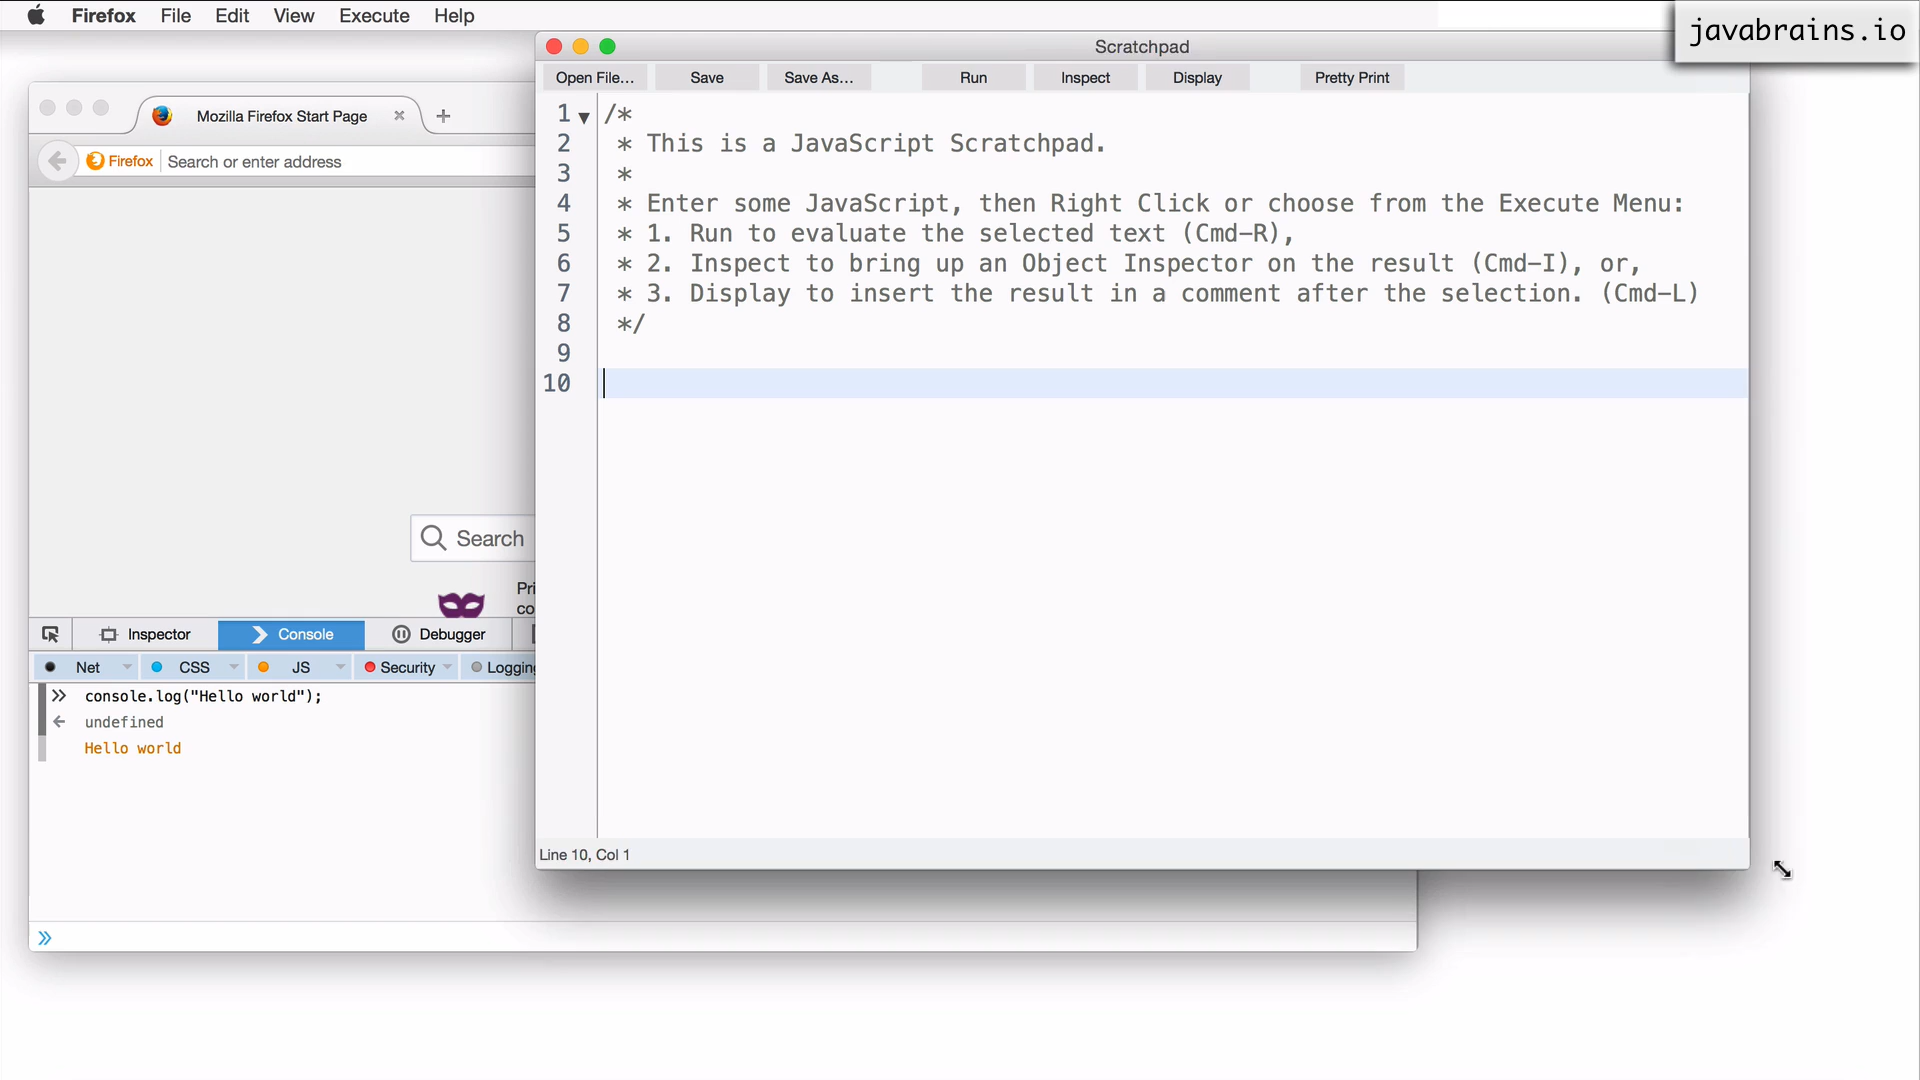 Firefox File Edit View Execute Help
javabrains.io
Scratchpad
Open File... Save Save As... Run Inspect Display Pretty Print
1 /*
2 * This is a JavaScript Scratchpad.
3 *
4 * Enter some JavaScript, then Right Click or choose from the Execute Menu:
5 * 1. Run to evaluate the selected text (Cmd-R),
6 * 2. Inspect to bring up an Object Inspector on the result (Cmd-I), or,
7 * 3. Display to insert the result in a comment after the selection. (Cmd-L)
8 */
9
10
Line 10, Col 1
Mozilla Firefox Start Page
Firefox Search or enter address
Search
Inspector Console Debugger
Net CSS JS Security Logging
console.log("Hello world");
undefined
Hello world